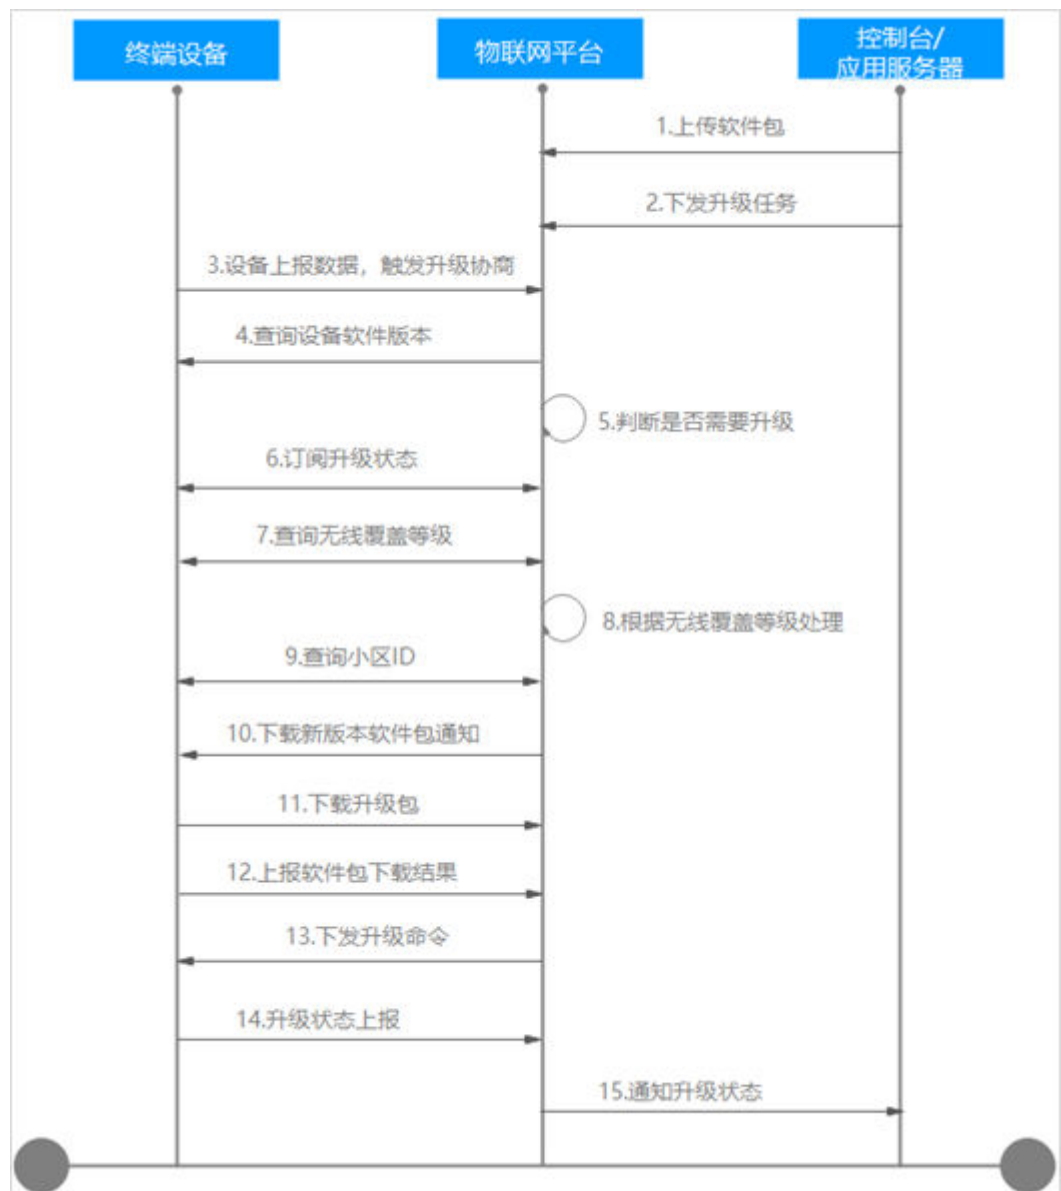 终端设备
物联网平台
控制台/
应用服务器
1.上传软件包
2.下发升级任务
3.设备上报数据，触发升级协商
4.查询设备软件版本
5.判断是否需要升级
6.订阅升级状态
7.查询无线覆盖等级
8.根据无线覆盖等级处理
9.查询小区ID
10.下载新版本软件包通知
11.下载升级包
12.上报软件包下载结果
13.下发升级命令
14.升级状态上报
15.通知升级状态